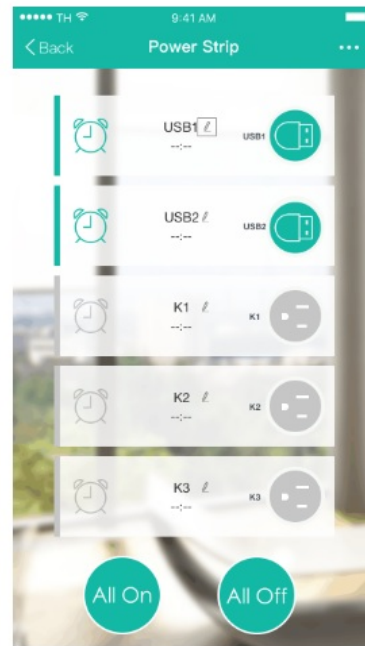 TH 9:41 AM
Back Power Strip
USB1 USB1
--:--
USB2 USB2
--:--
K1 K1
--:--
K2 K2
--:--
K3 K3
--:--
All On All Off